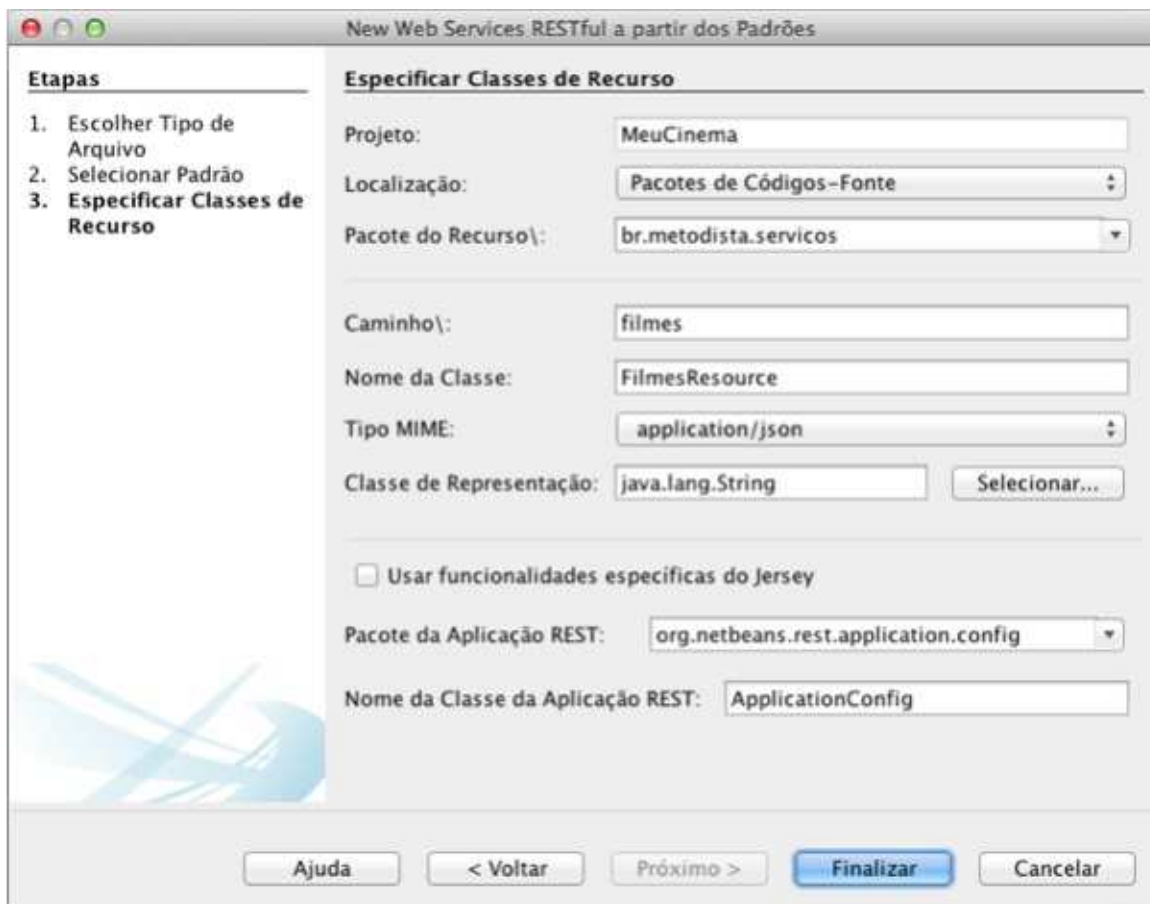 New Web Services RESTful a partir dos Padrões
Etapas
1. Escolher Tipo de
Arquivo
2. Selecionar Padrão
3. Especificar Classes de
Recurso
Especificar Classes de Recurso
Projeto: MeuCinema
Localização: Pacotes de Códigos-Fonte
Pacote do Recurso\: br.metodista.servicos
Caminho\: filmes
Nome da Classe: FilmesResource
Tipo MIME: application/json
Classe de Representação: java.lang.String Selecionar...
Usar funcionalidades específicas do Jersey
Pacote da Aplicação REST: org.netbeans.rest.application.config
Nome da Classe da Aplicação REST: ApplicationConfig
Ajuda < Voltar Próximo > Finalizar Cancelar